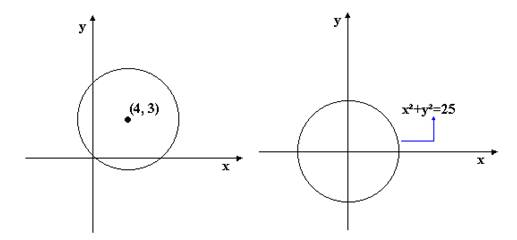 y
(4, 3)
x
y
x²+y²=25
x